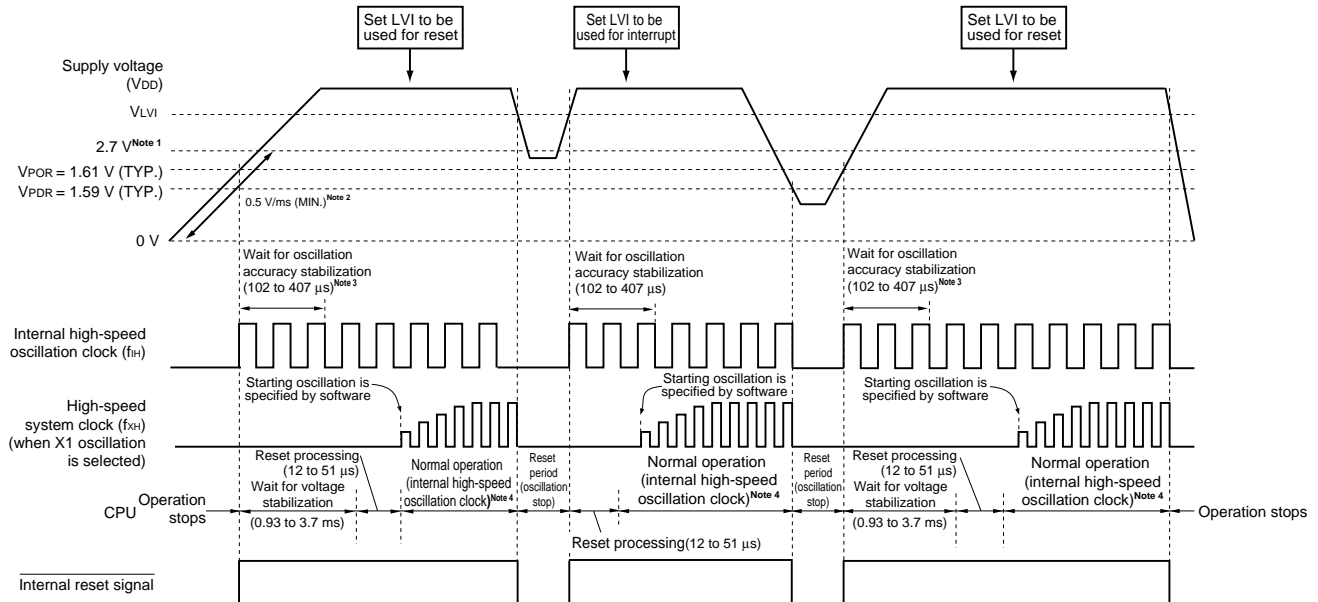 Set LVI to be
used for reset
Set LVI to be
used for interrupt
Set LVI to be
used for reset
Supply voltage
(VDD)
VLVI
2.7 V Note 1
VPOR = 1.61 V (TYP.)
VPDR = 1.59 V (TYP.)
0.5 V/ms (MIN.) Note 2
0 V
Wait for oscillation
accuracy stabilization
(102 to 407 μs) Note 3
Wait for oscillation
accuracy stabilization
(102 to 407 μs)
Wait for oscillation
accuracy stabilization
(102 to 407 μs) Note 3
Internal high-speed
oscillation clock (fIH)
Starting oscillation is
specified by software
Starting oscillation is
specified by software
Starting oscillation is
specified by software
High-speed
system clock (fXH)
(when X1 oscillation
is selected)
Reset processing
(12 to 51 μs)
Wait for voltage
stabilization
(0.93 to 3.7 ms)
Normal operation
(internal high-speed
oscillation clock) Note 4
Reset
period
(oscillation
stop)
Normal operation
(internal high-speed
oscillation clock) Note 4
Reset
period
(oscillation
stop)
Reset processing
(12 to 51 μs)
Wait for voltage
stabilization
(0.93 to 3.7 ms)
Normal operation
(internal high-speed
oscillation clock) Note 4
CPU
Operation
stops
Operation stops
Reset processing(12 to 51 μs)
Internal reset signal